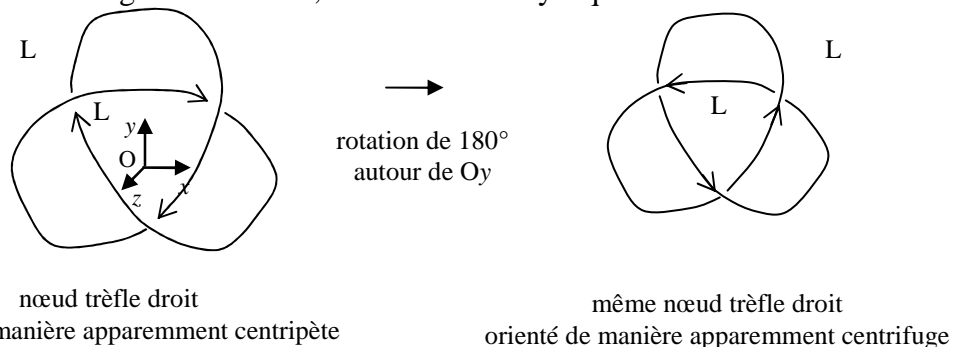 L
L
L
L
y
O
x
z
rotation de 180°
autour de Oy
nœud trèfle droit
manière apparemment centripète
même nœud trèfle droit
orienté de manière apparemment centrifuge